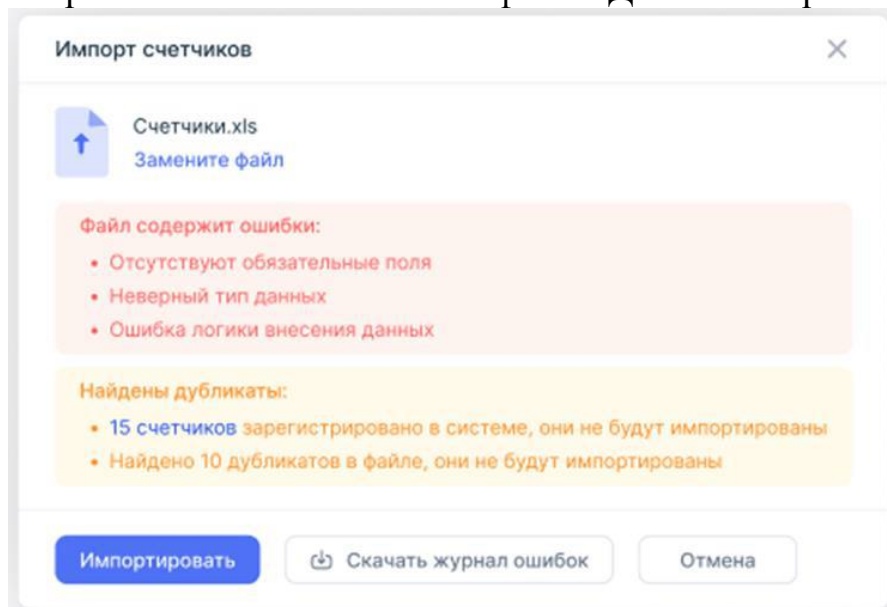 Импорт счетчиков
Счетчики.xls
Замените файл
Файл содержит ошибки:
• Отсутствуют обязательные поля
• Неверный тип данных
• Ошибка логики внесения данных
Найдены дубликаты:
• 15 счетчиков зарегистрировано в системе, они не будут импортированы
• Найдено 10 дубликатов в файле, они не будут импортированы
Импортировать
Скачать журнал ошибок
Отмена